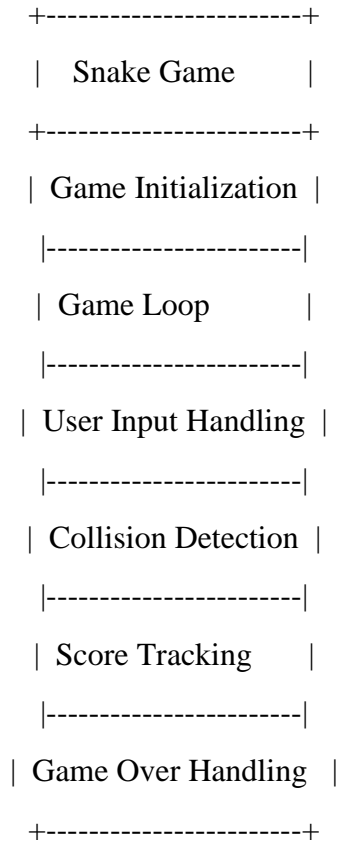 +------------------------+
| Snake Game |
+------------------------+
| Game Initialization |
|------------------------|
| Game Loop |
|------------------------|
| User Input Handling |
|------------------------|
| Collision Detection |
|------------------------|
| Score Tracking |
|------------------------|
| Game Over Handling |
+------------------------+